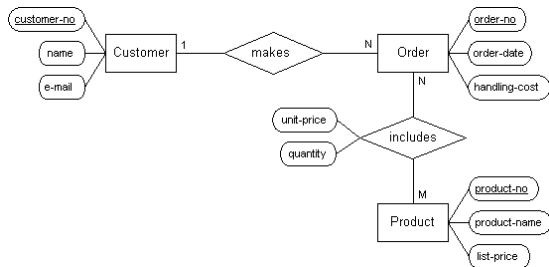 customer-no
name
e-mail
Customer
1
makes
N
Order
order-no
order-date
handling-cost
N
unit-price
quantity
includes
M
Product
product-no
product-name
list-price